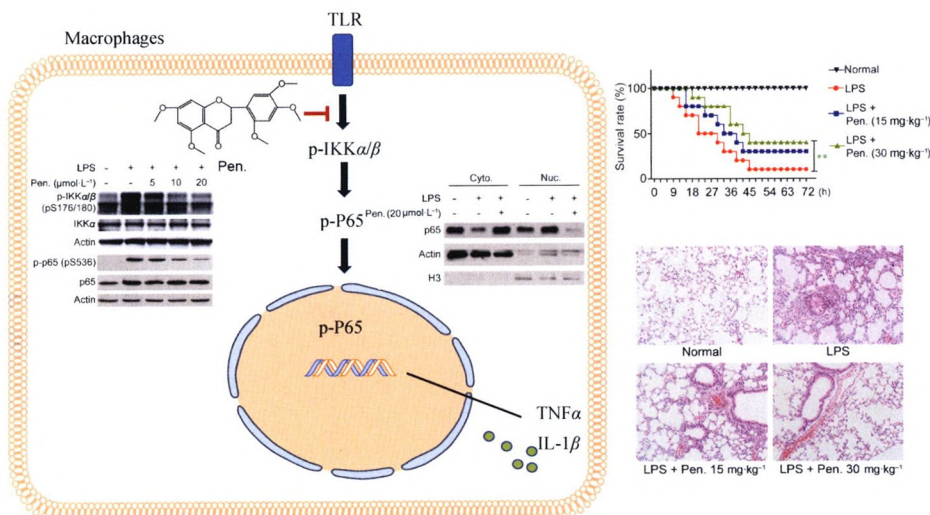 TLR
Macrophages
Pen.
p-IKKα/β
p-P65
p-P65
TNFα
IL-1β
LPS - + + + +
Pen. (μmol·L⁻¹) - - 5 10 20
p-IKKα/β
(pS176/180)
IKKα
Actin
p-p65 (pS536)
p65
Actin
Cyto. Nuc.
- + + - + + LPS
- - + - - + Pen. (20 μmol·L⁻¹)
p65
Actin
H3
Normal
LPS
LPS +
Pen. (15 mg·kg⁻¹)
LPS +
Pen. (30 mg·kg⁻¹)
Survival rate (%)
100
50
0
**
0 9 18 27 36 45 54 63 72 (h)
Normal
LPS
LPS + Pen. 15 mg·kg⁻¹
LPS + Pen. 30 mg·kg⁻¹
O
O
O
O
O
O
O